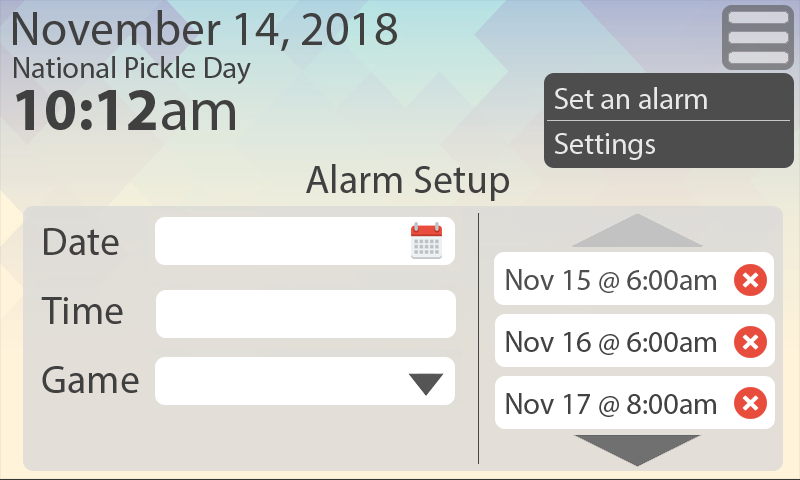 November 14, 2018
National Pickle Day
10:12am
Set an alarm
Settings
Alarm Setup
Date
Time
Game
Nov 15 @ 6:00am
Nov 16 @ 6:00am
Nov 17 @ 8:00am